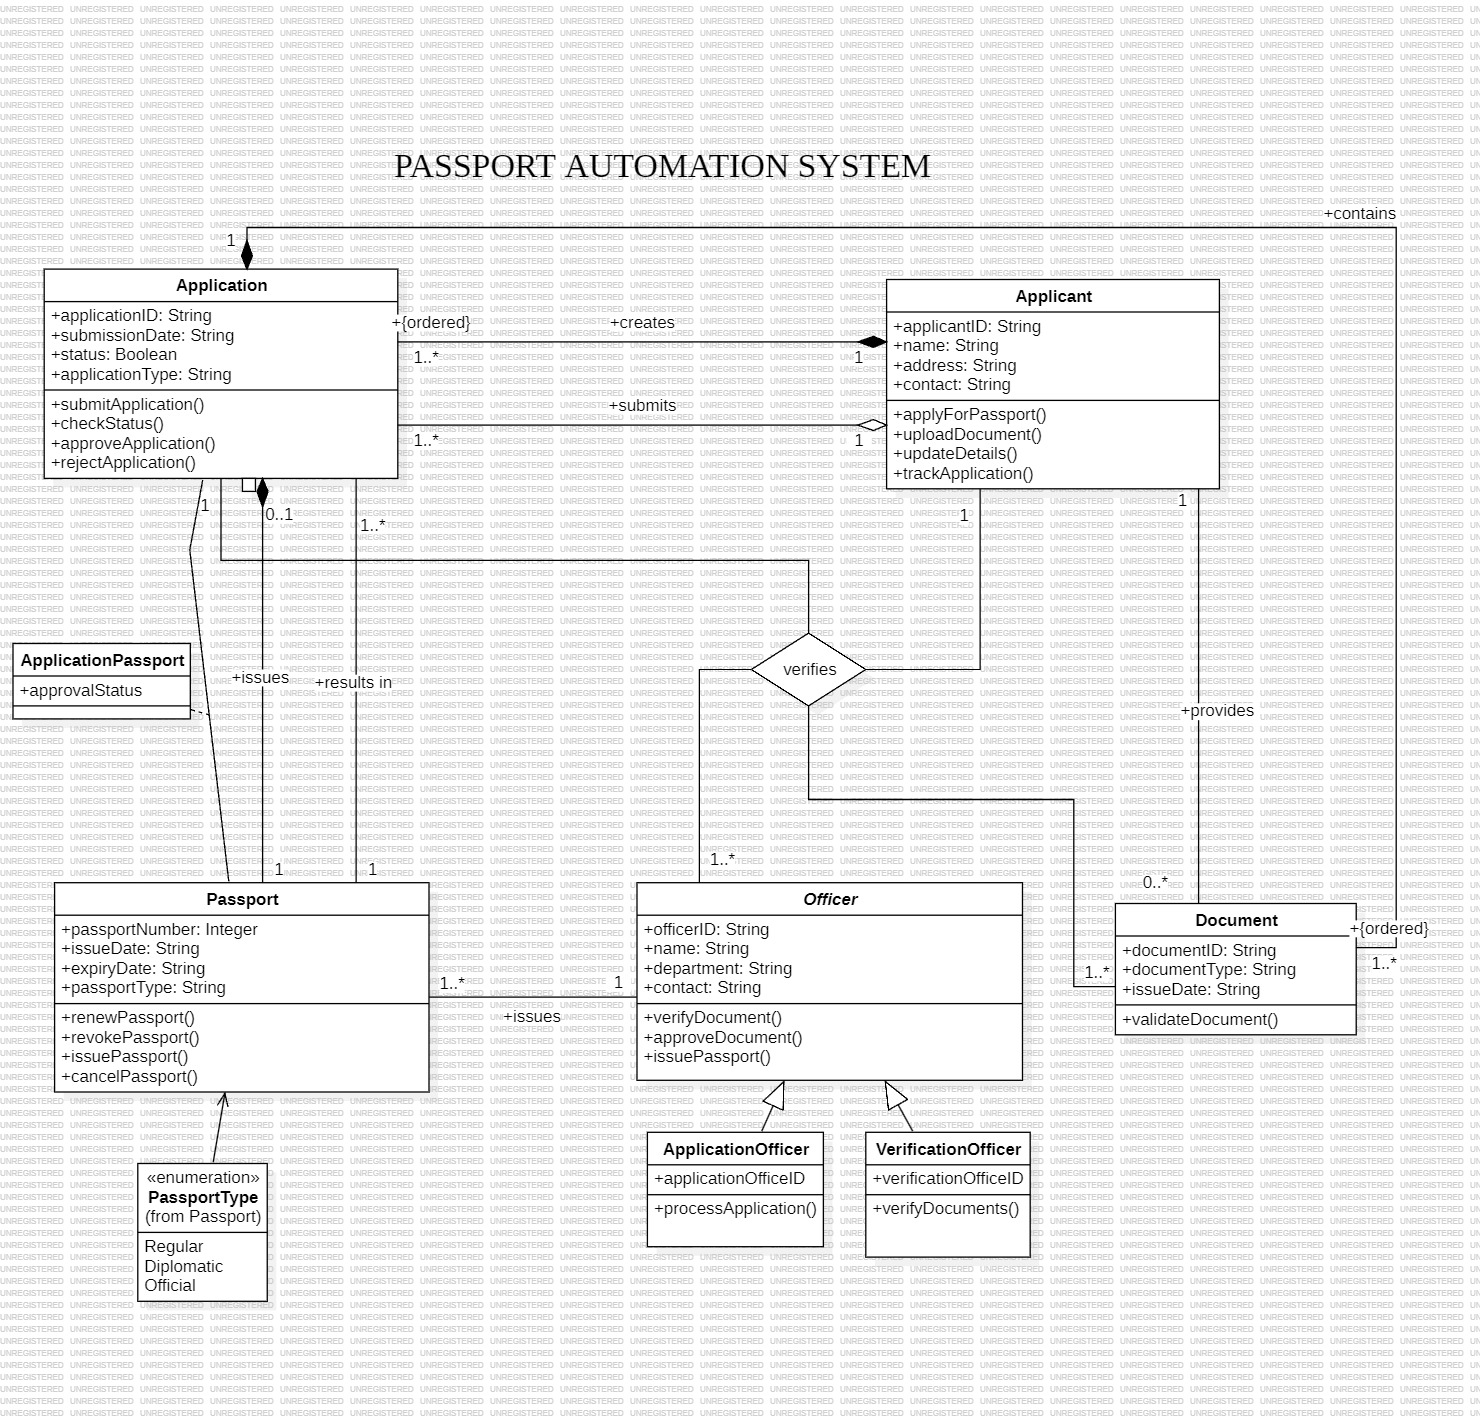 PASSPORT AUTOMATION SYSTEM
+contains
1
Application
+applicationID: String
+submissionDate: String
+status: Boolean
+applicationType: String
+submitApplication()
+checkStatus()
+approveApplication()
+rejectApplication()
+{ordered}
+creates
1..*
1
+submits
1..*
1
Applicant
+applicantID: String
+name: String
+address: String
+contact: String
+applyForPassport()
+uploadDocument()
+updateDetails()
+trackApplication()
1
0..1
1..*
1
1
verifies
ApplicationPassport
+approvalStatus
+issues
+results in
+provides
1
1
1..*
0..*
Passport
+passportNumber: Integer
+issueDate: String
+expiryDate: String
+passportType: String
+renewPassport()
+revokePassport()
+issuePassport()
+cancelPassport()
1..*
1
+issues
Officer
+officerID: String
+name: String
+department: String
+contact: String
+verifyDocument()
+approveDocument()
+issuePassport()
1..*
Document
+documentID: String
+documentType: String
+issueDate: String
+validateDocument()
+{ordered}
1..*
«enumeration»
PassportType
(from Passport)
Regular
Diplomatic
Official
ApplicationOfficer
+applicationOfficeID
+processApplication()
VerificationOfficer
+verificationOfficeID
+verifyDocuments()
UNREGISTERED